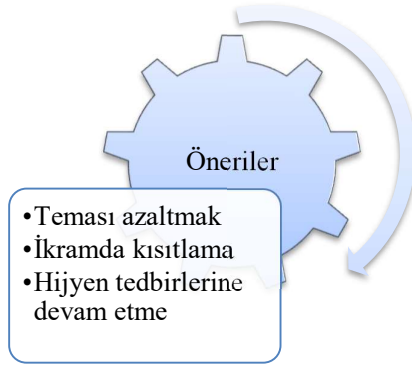 Öneriler
•Teması azaltmak
•İkramda kısıtlama
•Hijyen tedbirlerine
devam etme